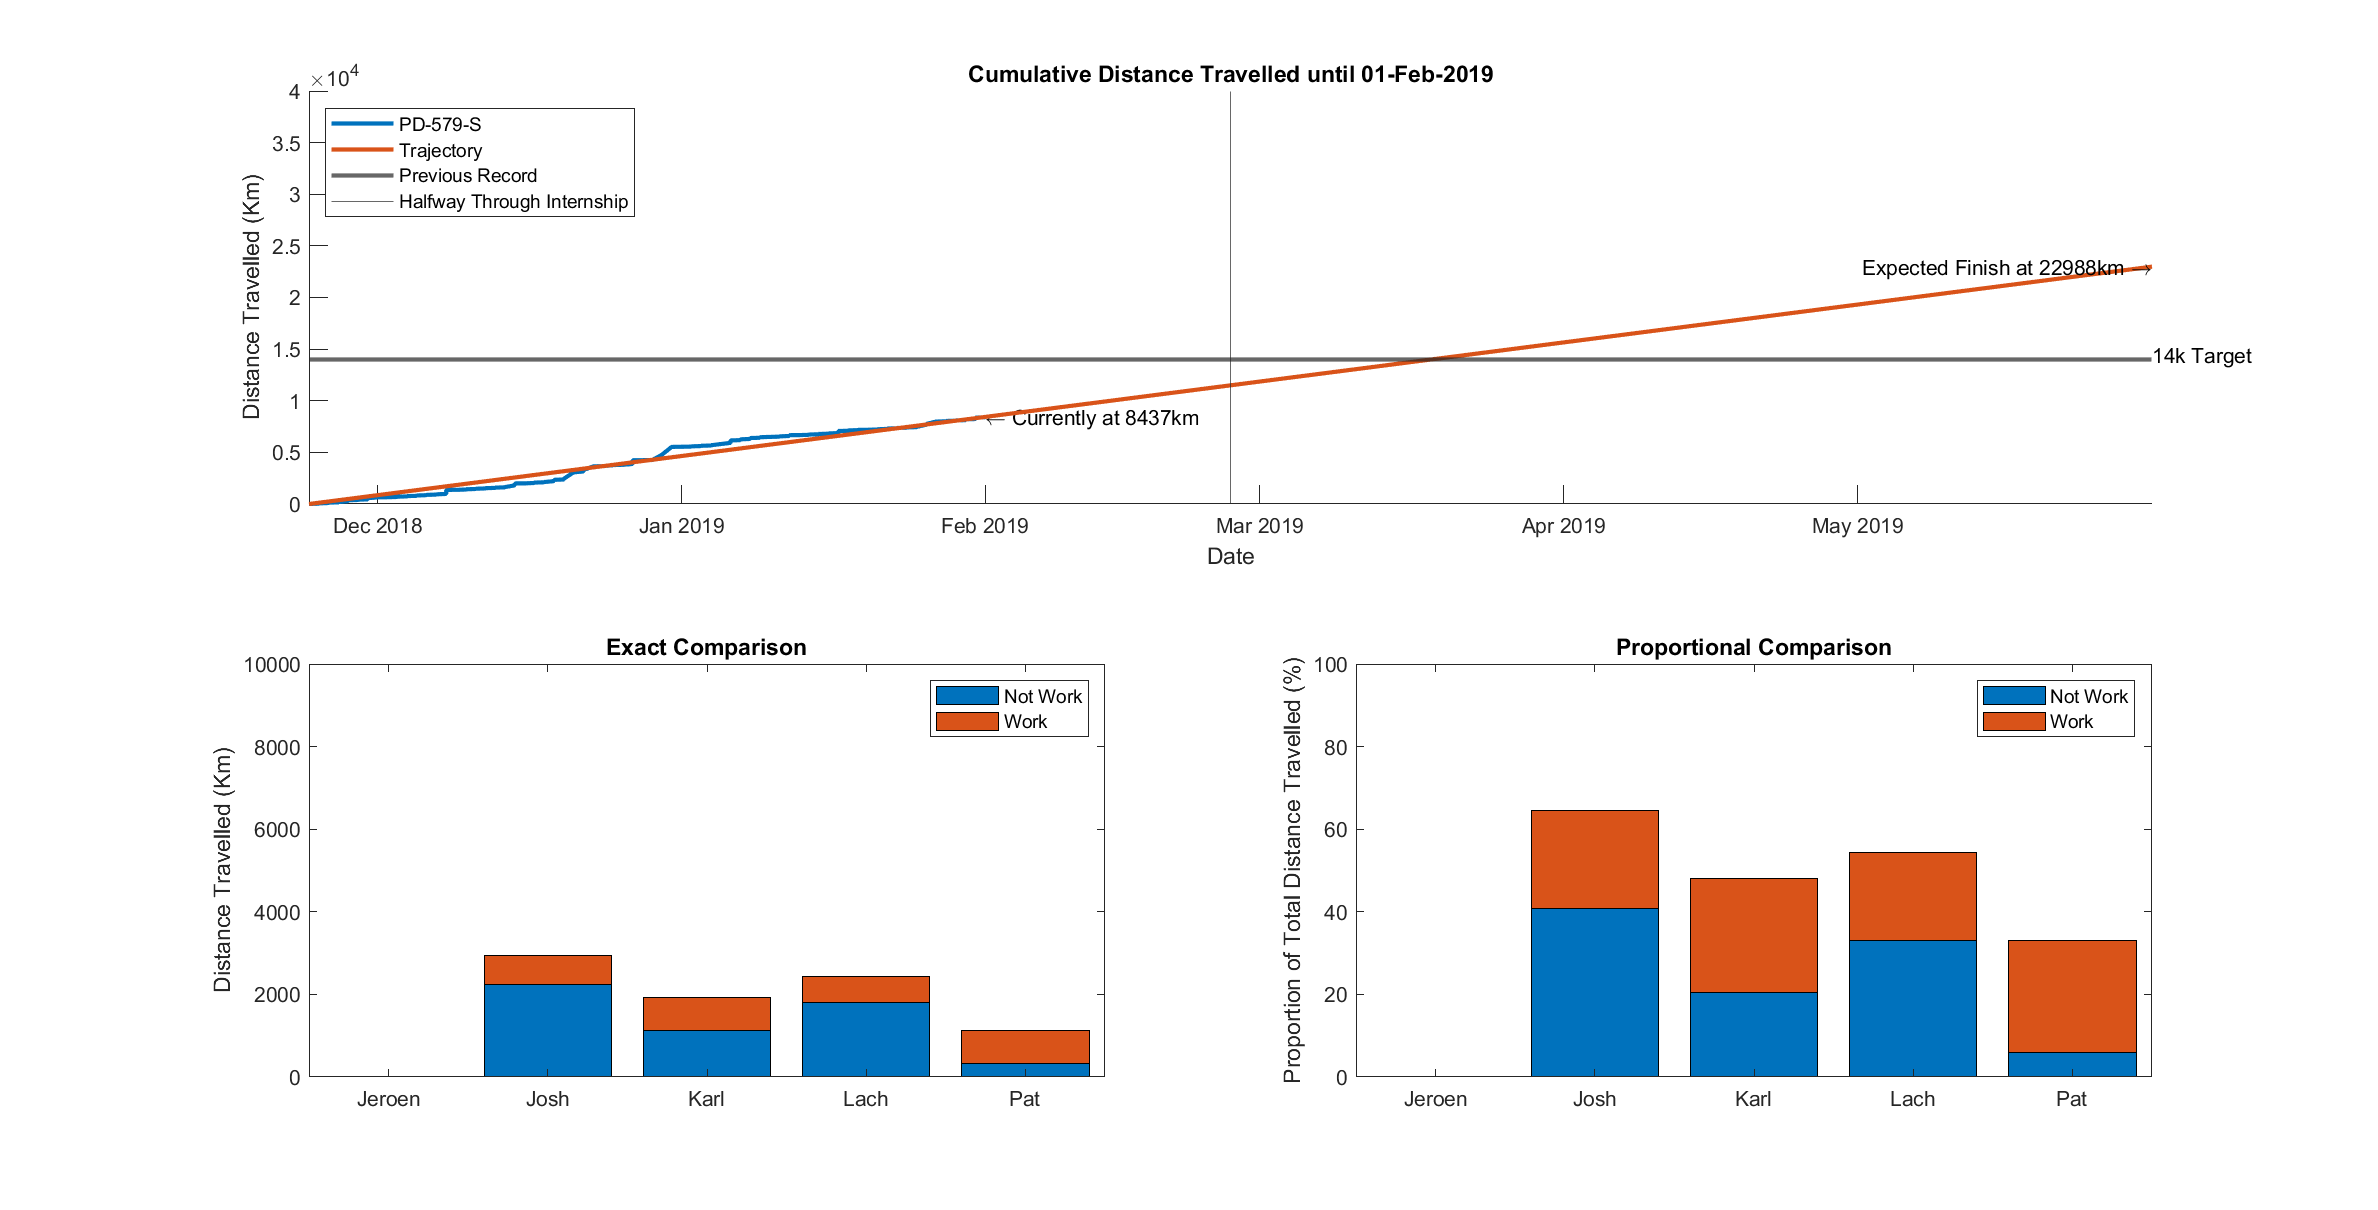 Cumulative Distance Travelled until 01-Feb-2019
×10^4
4
3.5
3
2.5
2
1.5
1
0.5
0
Distance Travelled (Km)
PD-579-S
Trajectory
Previous Record
Halfway Through Internship
Expected Finish at 22988km →
14k Target
← Currently at 8437km
Dec 2018 Jan 2019 Feb 2019 Mar 2019 Apr 2019 May 2019
Date
Exact Comparison
10000
8000
6000
4000
2000
0
Distance Travelled (Km)
Not Work
Work
Jeroen Josh Karl Lach Pat
Proportional Comparison
100
80
60
40
20
0
Proportion of Total Distance Travelled (%)
Not Work
Work
Jeroen Josh Karl Lach Pat